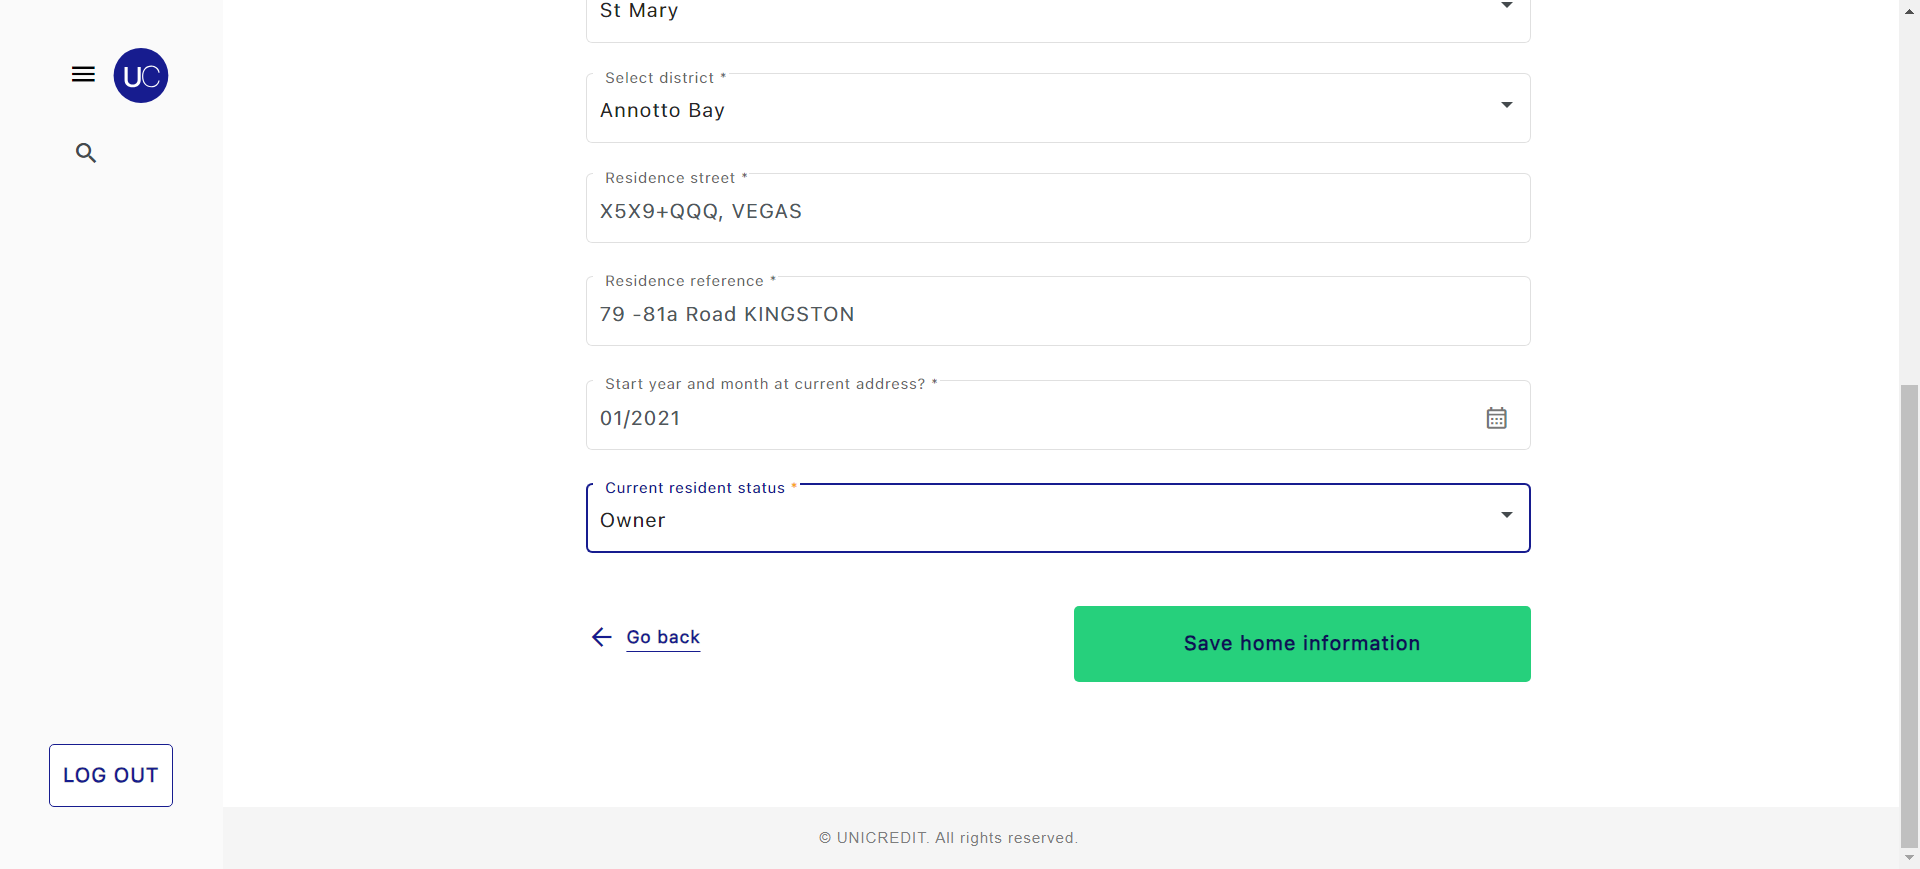 St Mary
UC
Select district *
Annotto Bay
Residence street *
X5X9+QQQ, VEGAS
Residence reference *
79 -81a Road KINGSTON
Start year and month at current address? *
01/2021
Current resident status *
Owner
Go back
Save home information
LOG OUT
© UNICREDIT. All rights reserved.